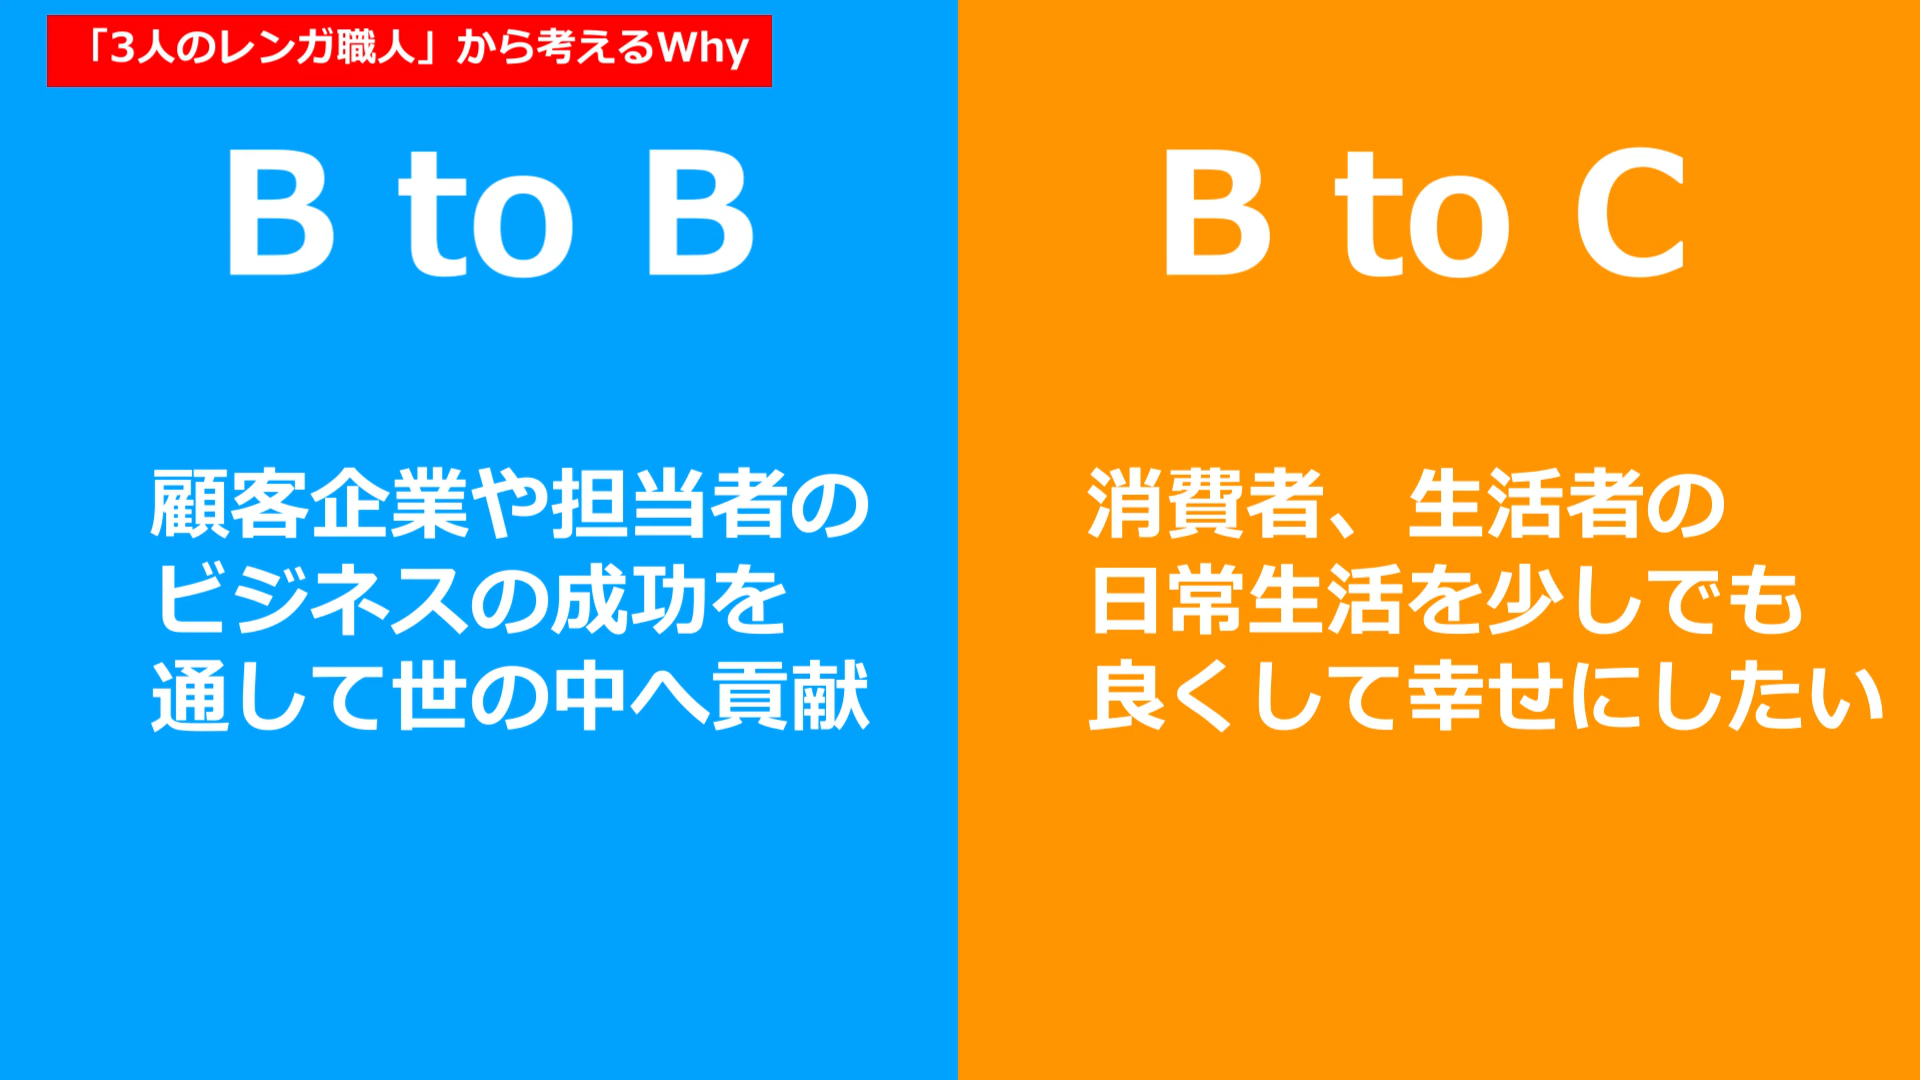 「3人のレンガ職人」から考えるWhy
B to B
顧客企業や担当者の
ビジネスの成功を
通して世の中へ貢献
B to C
消費者、生活者の
日常生活を少しでも
良くして幸せにしたい